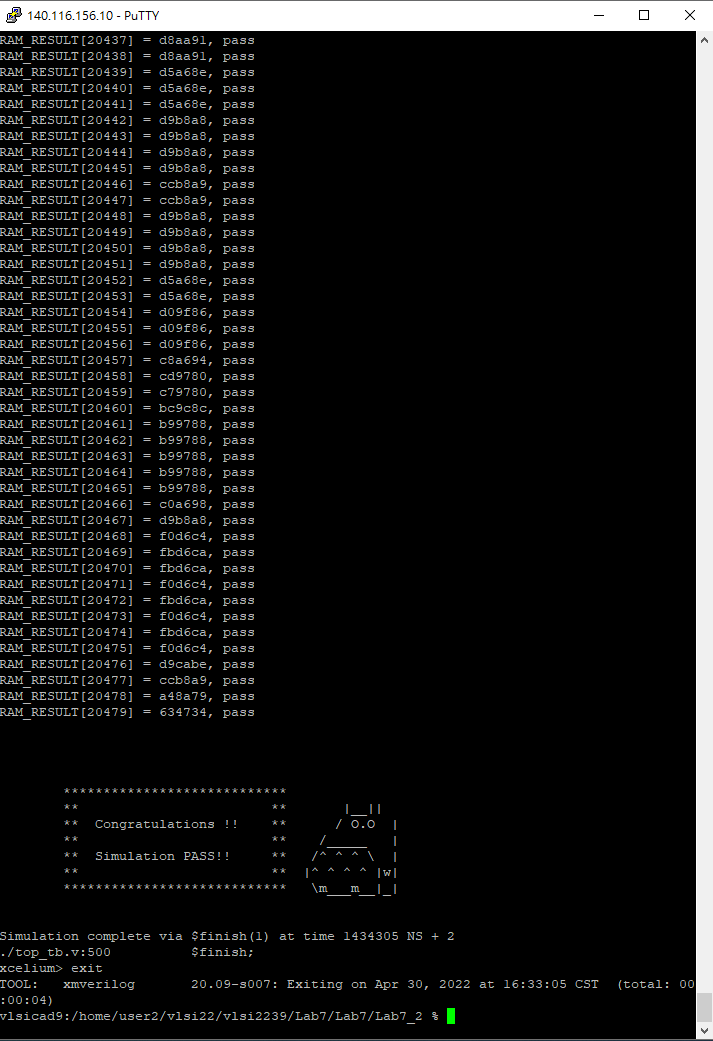 140.116.156.10 - PuTTY
RAM_RESULT[20437] = d8aa91, pass
RAM_RESULT[20438] = d8aa91, pass
RAM_RESULT[20439] = d5a68e, pass
RAM_RESULT[20440] = d5a68e, pass
RAM_RESULT[20441] = d5a68e, pass
RAM_RESULT[20442] = d9b8a8, pass
RAM_RESULT[20443] = d9b8a8, pass
RAM_RESULT[20444] = d9b8a8, pass
RAM_RESULT[20445] = d9b8a8, pass
RAM_RESULT[20446] = ccb8a9, pass
RAM_RESULT[20447] = ccb8a9, pass
RAM_RESULT[20448] = d9b8a8, pass
RAM_RESULT[20449] = d9b8a8, pass
RAM_RESULT[20450] = d9b8a8, pass
RAM_RESULT[20451] = d9b8a8, pass
RAM_RESULT[20452] = d5a68e, pass
RAM_RESULT[20453] = d5a68e, pass
RAM_RESULT[20454] = d09f86, pass
RAM_RESULT[20455] = d09f86, pass
RAM_RESULT[20456] = d09f86, pass
RAM_RESULT[20457] = c8a694, pass
RAM_RESULT[20458] = cd9780, pass
RAM_RESULT[20459] = c79780, pass
RAM_RESULT[20460] = bc9c8c, pass
RAM_RESULT[20461] = b99788, pass
RAM_RESULT[20462] = b99788, pass
RAM_RESULT[20463] = b99788, pass
RAM_RESULT[20464] = b99788, pass
RAM_RESULT[20465] = b99788, pass
RAM_RESULT[20466] = c0a698, pass
RAM_RESULT[20467] = d9b8a8, pass
RAM_RESULT[20468] = f0d6c4, pass
RAM_RESULT[20469] = fbd6ca, pass
RAM_RESULT[20470] = fbd6ca, pass
RAM_RESULT[20471] = f0d6c4, pass
RAM_RESULT[20472] = fbd6ca, pass
RAM_RESULT[20473] = f0d6c4, pass
RAM_RESULT[20474] = fbd6ca, pass
RAM_RESULT[20475] = f0d6c4, pass
RAM_RESULT[20476] = d9cabe, pass
RAM_RESULT[20477] = ccb8a9, pass
RAM_RESULT[20478] = a48a79, pass
RAM_RESULT[20479] = 634734, pass
****************************
**                        **       |__||
**  Congratulations !!    **      / O.O  |
**                        **    /_____   |
**  Simulation PASS!!     **   /^ ^ ^ \  |
**                        **  |^ ^ ^ ^ |w|
****************************   \m___m__|_|
Simulation complete via $finish(1) at time 1434305 NS + 2
./top_tb.v:500          $finish;
xcelium> exit
TOOL:   xmverilog       20.09-s007: Exiting on Apr 30, 2022 at 16:33:05 CST  (total: 00
:00:04)
vlsicad9:/home/user2/vlsi22/vlsi2239/Lab7/Lab7/Lab7_2 %